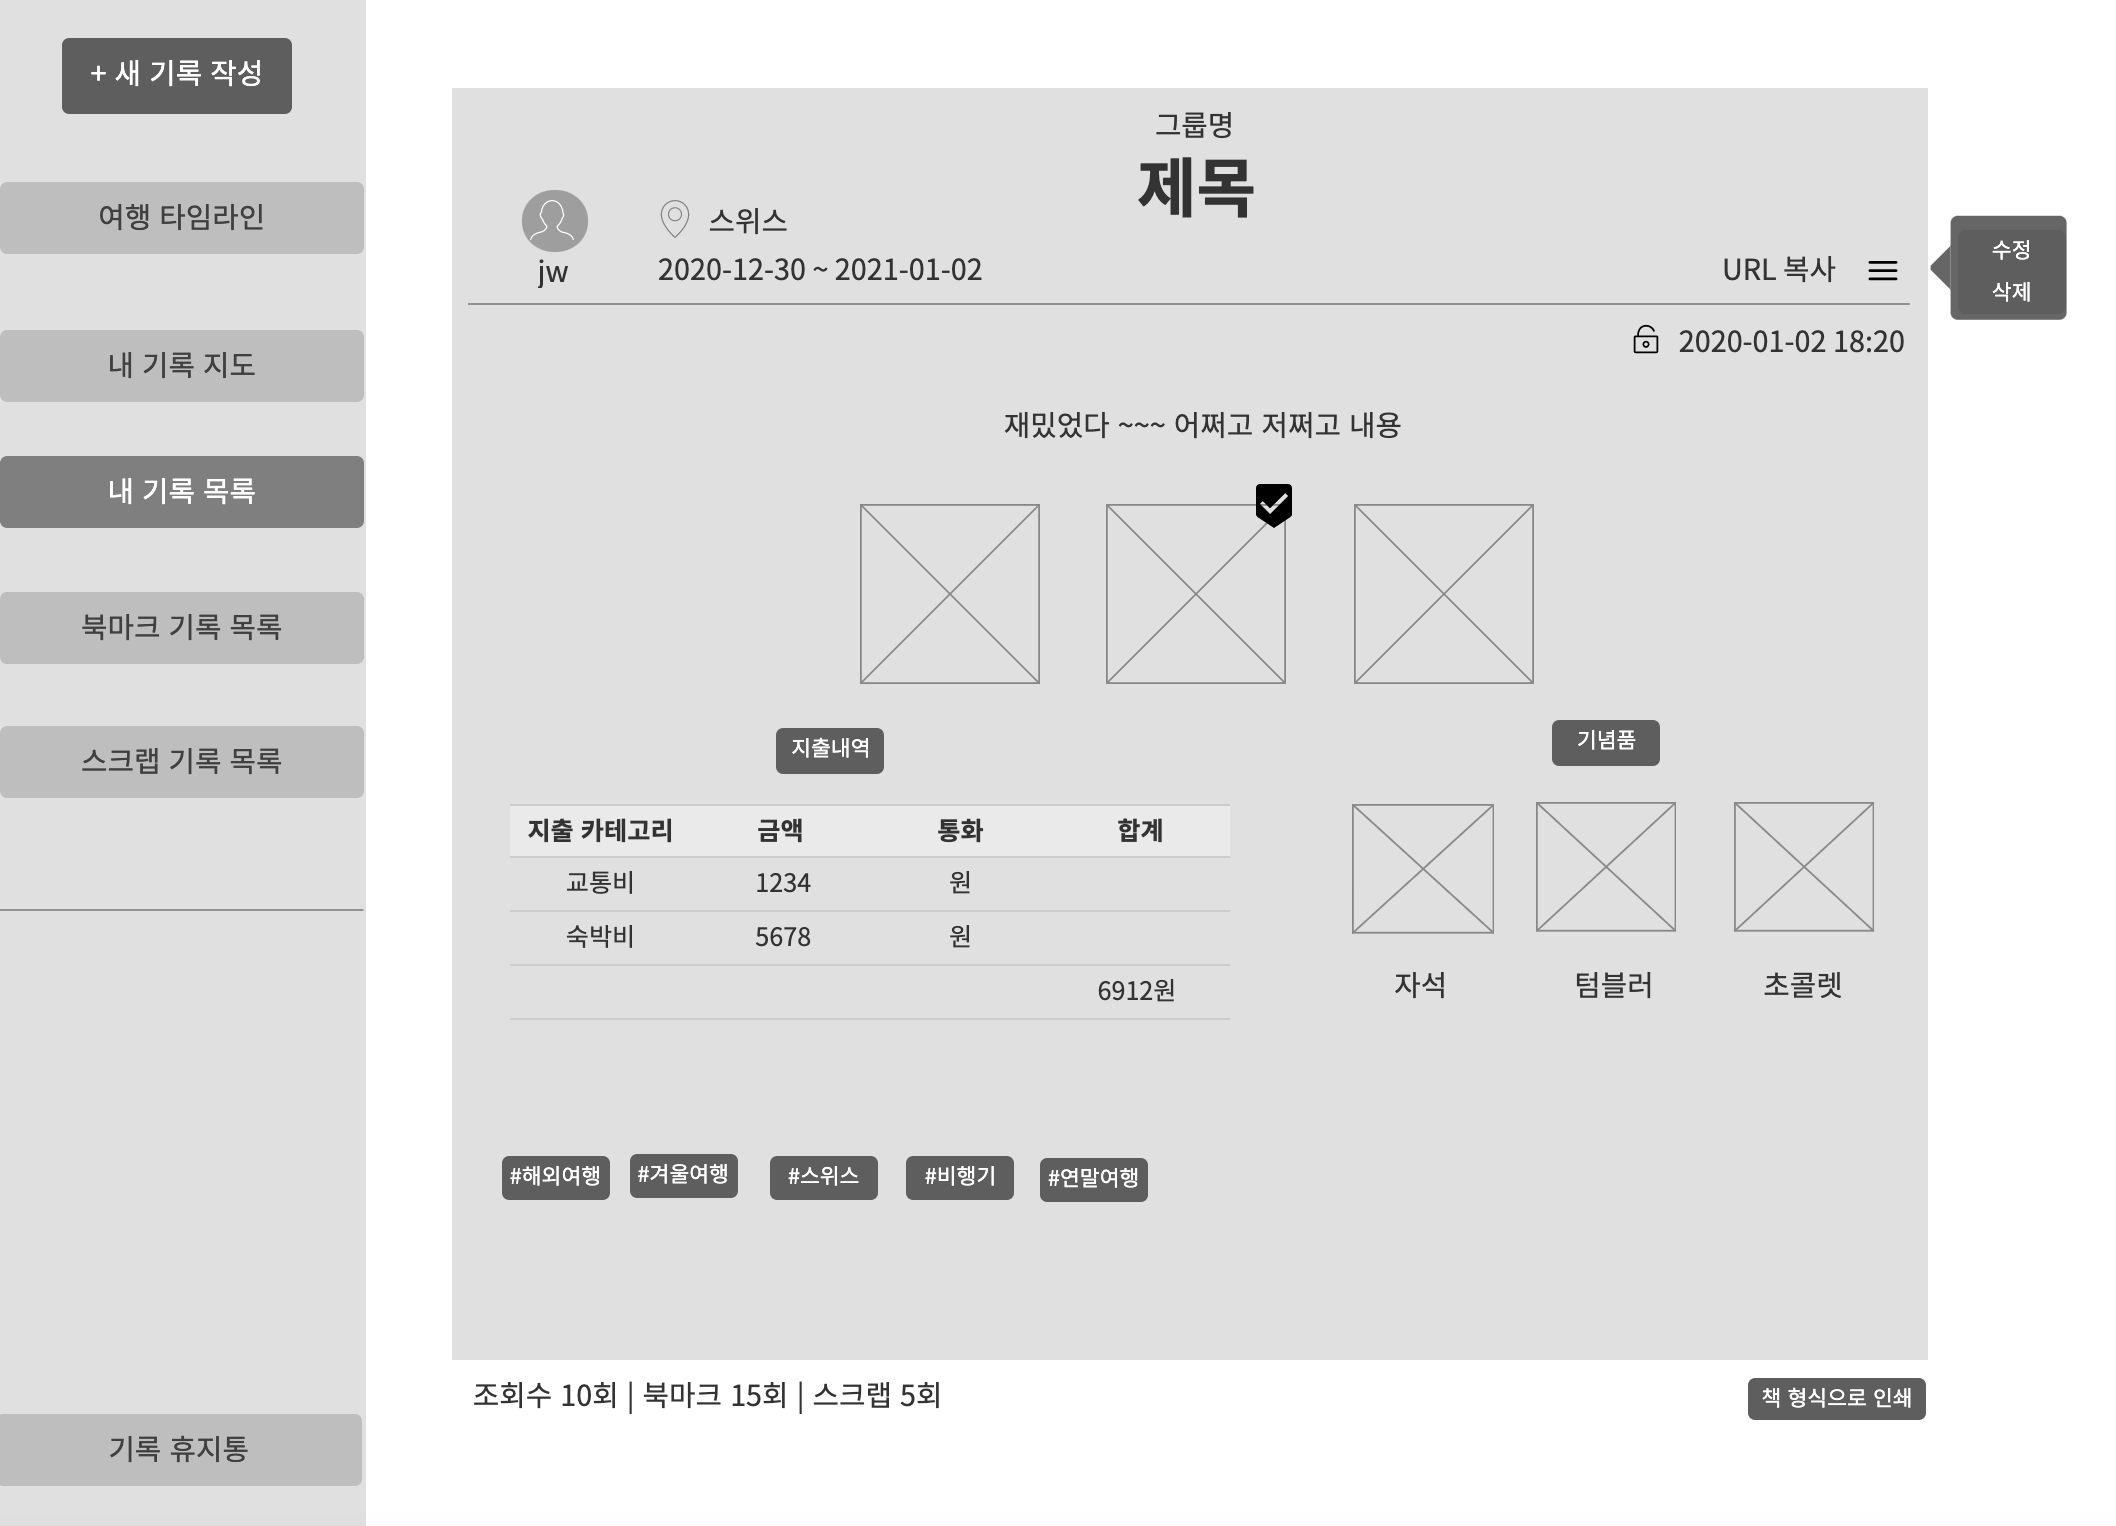 + 새 기록 작성
여행 타임라인
내 기록 지도
내 기록 목록
북마크 기록 목록
스크랩 기록 목록
기록 휴지통
그룹명
제목
스위스
jw
2020-12-30 ~ 2021-01-02
URL 복사
수정
삭제
2020-01-02 18:20
재밌었다 ~~~ 어쩌고 저쩌고 내용
지출내역
지출 카테고리 금액 통화 합계
교통비 1234 원
숙박비 5678 원
6912원
기념품
자석 텀블러 초콜렛
#해외여행 #겨울여행 #스위스 #비행기 #연말여행
조회수 10회 | 북마크 15회 | 스크랩 5회
책 형식으로 인쇄